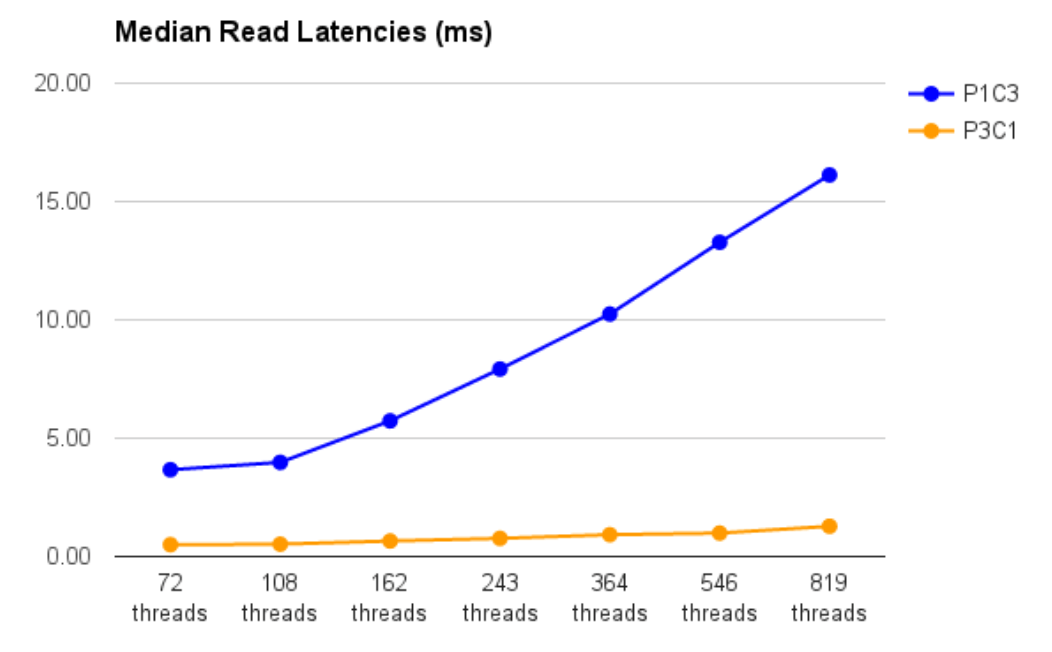 Median Read Latencies (ms)
20.00
15.00
10.00
5.00
0.00
72 threads
108 threads
162 threads
243 threads
364 threads
546 threads
819 threads
P1C3
P3C1